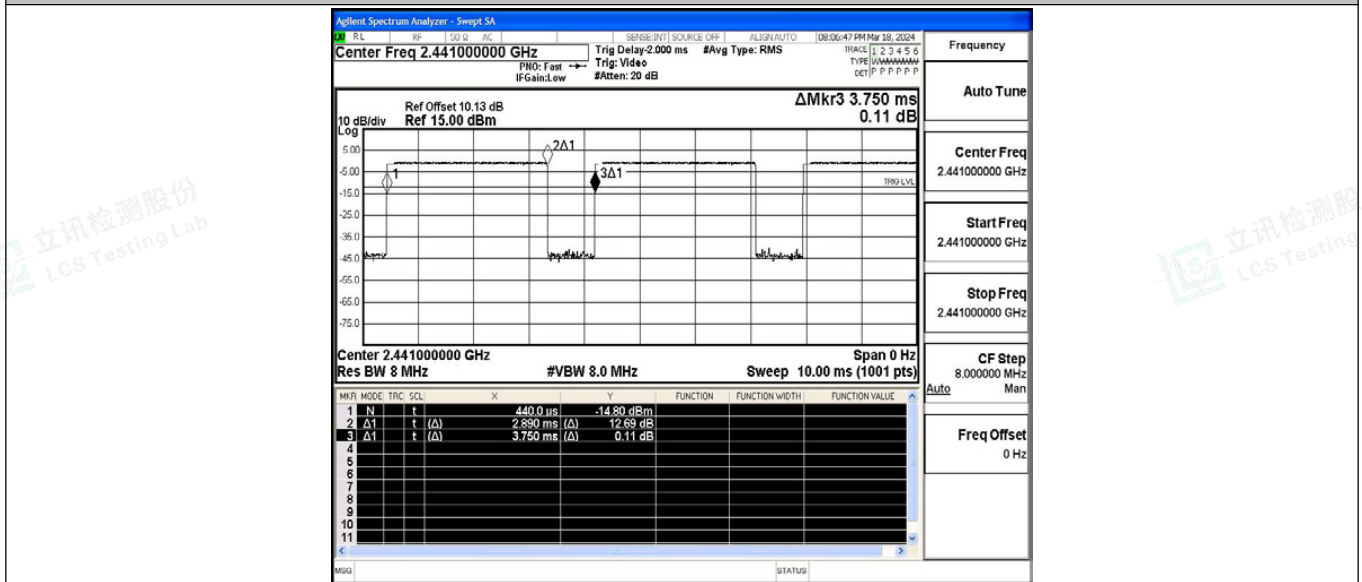 Agilent Spectrum Analyzer - Swept SA
RL RF 50 Ω AC SENSE:INT SOURCE OFF ALIGNAUTO 08:06:47 PM Mar 18, 2024
Center Freq 2.441000000 GHz
Trig Delay-2.000 ms #Avg Type: RMS
TRACE 1 2 3 4 5 6
PNO: Fast Trig: Video
TYPE WWWWWW
IFGain:Low #Atten: 20 dB
DET P P P P P P
ΔMkr3 3.750 ms
0.11 dB
Ref Offset 10.13 dB
10 dB/div Ref 15.00 dBm
Log
5.00
-5.00
-15.0
-25.0
-35.0
-45.0
-55.0
-65.0
-75.0
1
2Δ1
3Δ1
TRIG LVL
Center 2.441000000 GHz Span 0 Hz
Res BW 8 MHz #VBW 8.0 MHz Sweep 10.00 ms (1001 pts)
MKR MODE TRC SCL X Y FUNCTION FUNCTION WIDTH FUNCTION VALUE
1 N t 440.0 us -14.80 dBm
2 Δ1 t (Δ) 2.890 ms (Δ) 12.69 dB
3 Δ1 t (Δ) 3.750 ms (Δ) 0.11 dB
4
5
6
7
8
9
10
11
MSG STATUS
Frequency
Auto Tune
Center Freq
2.441000000 GHz
Start Freq
2.441000000 GHz
Stop Freq
2.441000000 GHz
CF Step
8.000000 MHz
Auto Man
Freq Offset
0 Hz
立讯检测股份
LCS Testing Lab
立讯检测股
LCS Testing